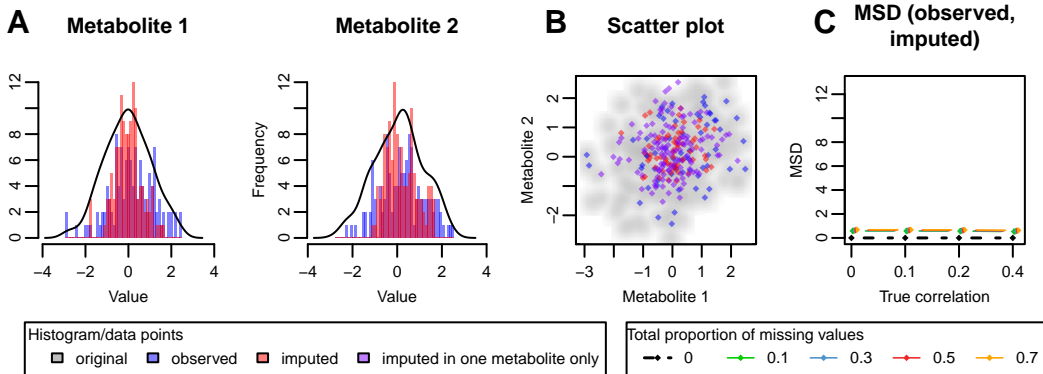 A
Metabolite 1
Metabolite 2
B
Scatter plot
C
MSD (observed,
imputed)
12
8
6
4
2
0
−4
−2
0
2
4
Value
Frequency
12
8
6
4
2
0
−4
−2
0
2
4
Value
Metabolite 2
2
1
0
−2
−3
−1
0
1
2
Metabolite 1
MSD
12
8
6
4
2
0
0
0.1
0.2
0.4
True correlation
Histogram/data points
original
observed
imputed
imputed in one metabolite only
Total proportion of missing values
0
0.1
0.3
0.5
0.7